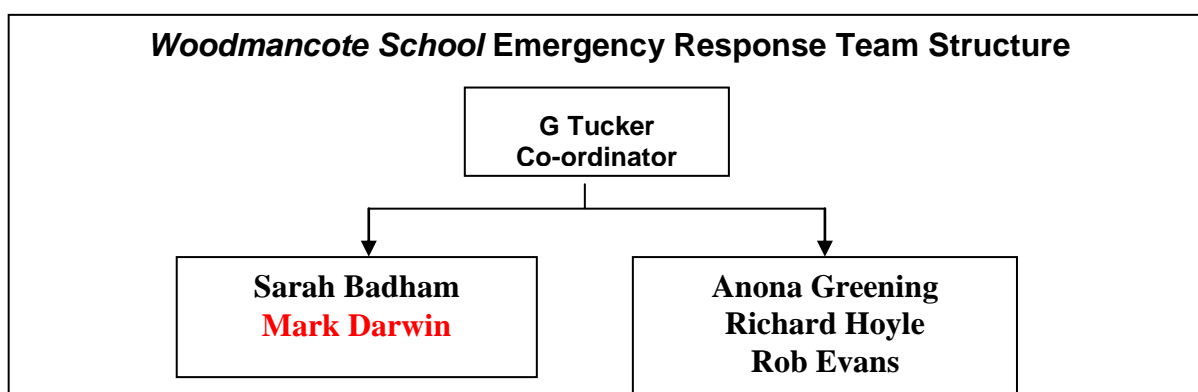 Woodmancote School Emergency Response Team Structure
G Tucker
Co-ordinator
Sarah Badham
Mark Darwin
Anona Greening
Richard Hoyle
Rob Evans